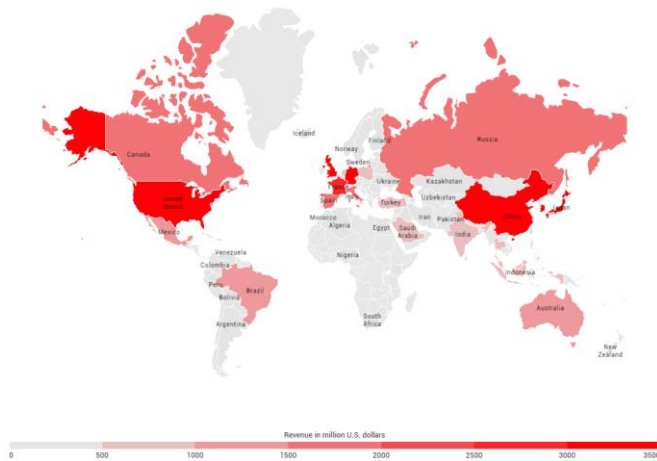 Iceland
Finland
Norway
Sweden
Russia
Canada
Ukraine
Kazakhstan
France
United
States
Spain
Turkey
Uzbekistan
China
Japan
Morocco
Algeria
Egypt
Iran
Pakistan
Mexico
Saudi
Arabia
India
Venezuela
Nigeria
Colombia
Indonesia
Peru
Brazil
Bolivia
Australia
South
Africa
Argentina
New
Zealand
Revenue in million U.S. dollars
0 500 1000 1500 2000 2500 3000 3500